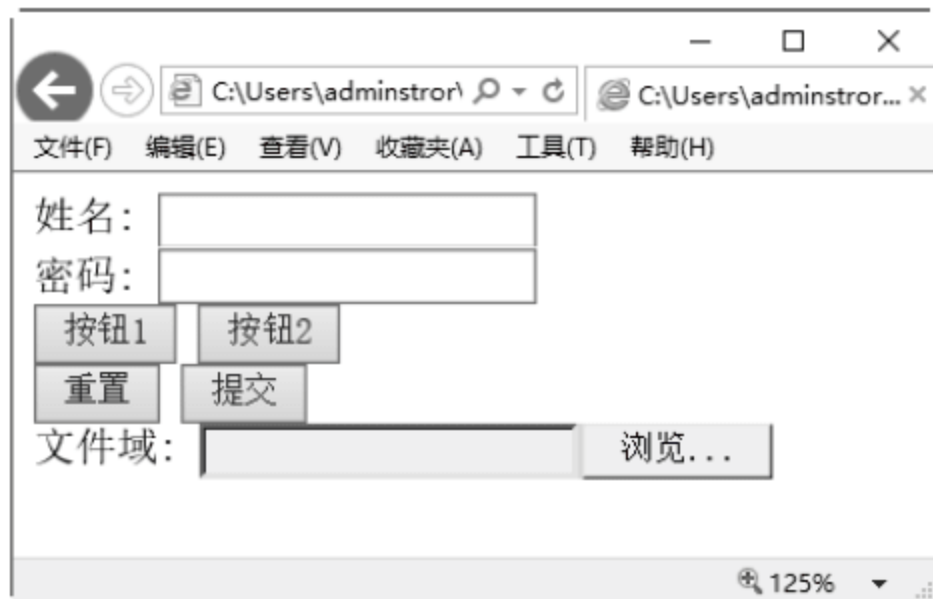 C:\Users\adminstror\
C:\Users\adminstror...
文件(F) 编辑(E) 查看(V) 收藏夹(A) 工具(T) 帮助(H)
姓名:
密码:
按钮1 按钮2
重置 提交
文件域: 浏览...
125%